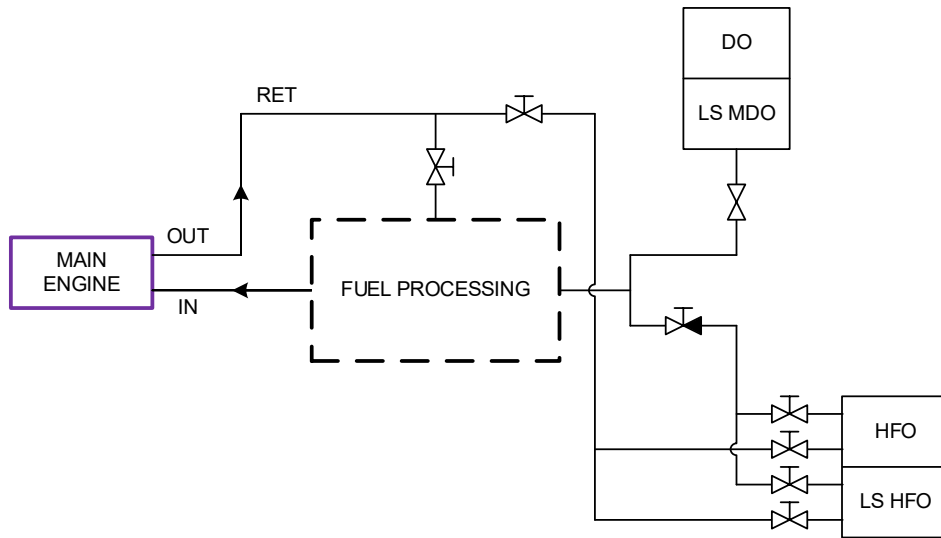 DO
LS MDO
RET
OUT
MAIN
ENGINE
FUEL PROCESSING
IN
HFO
LS HFO